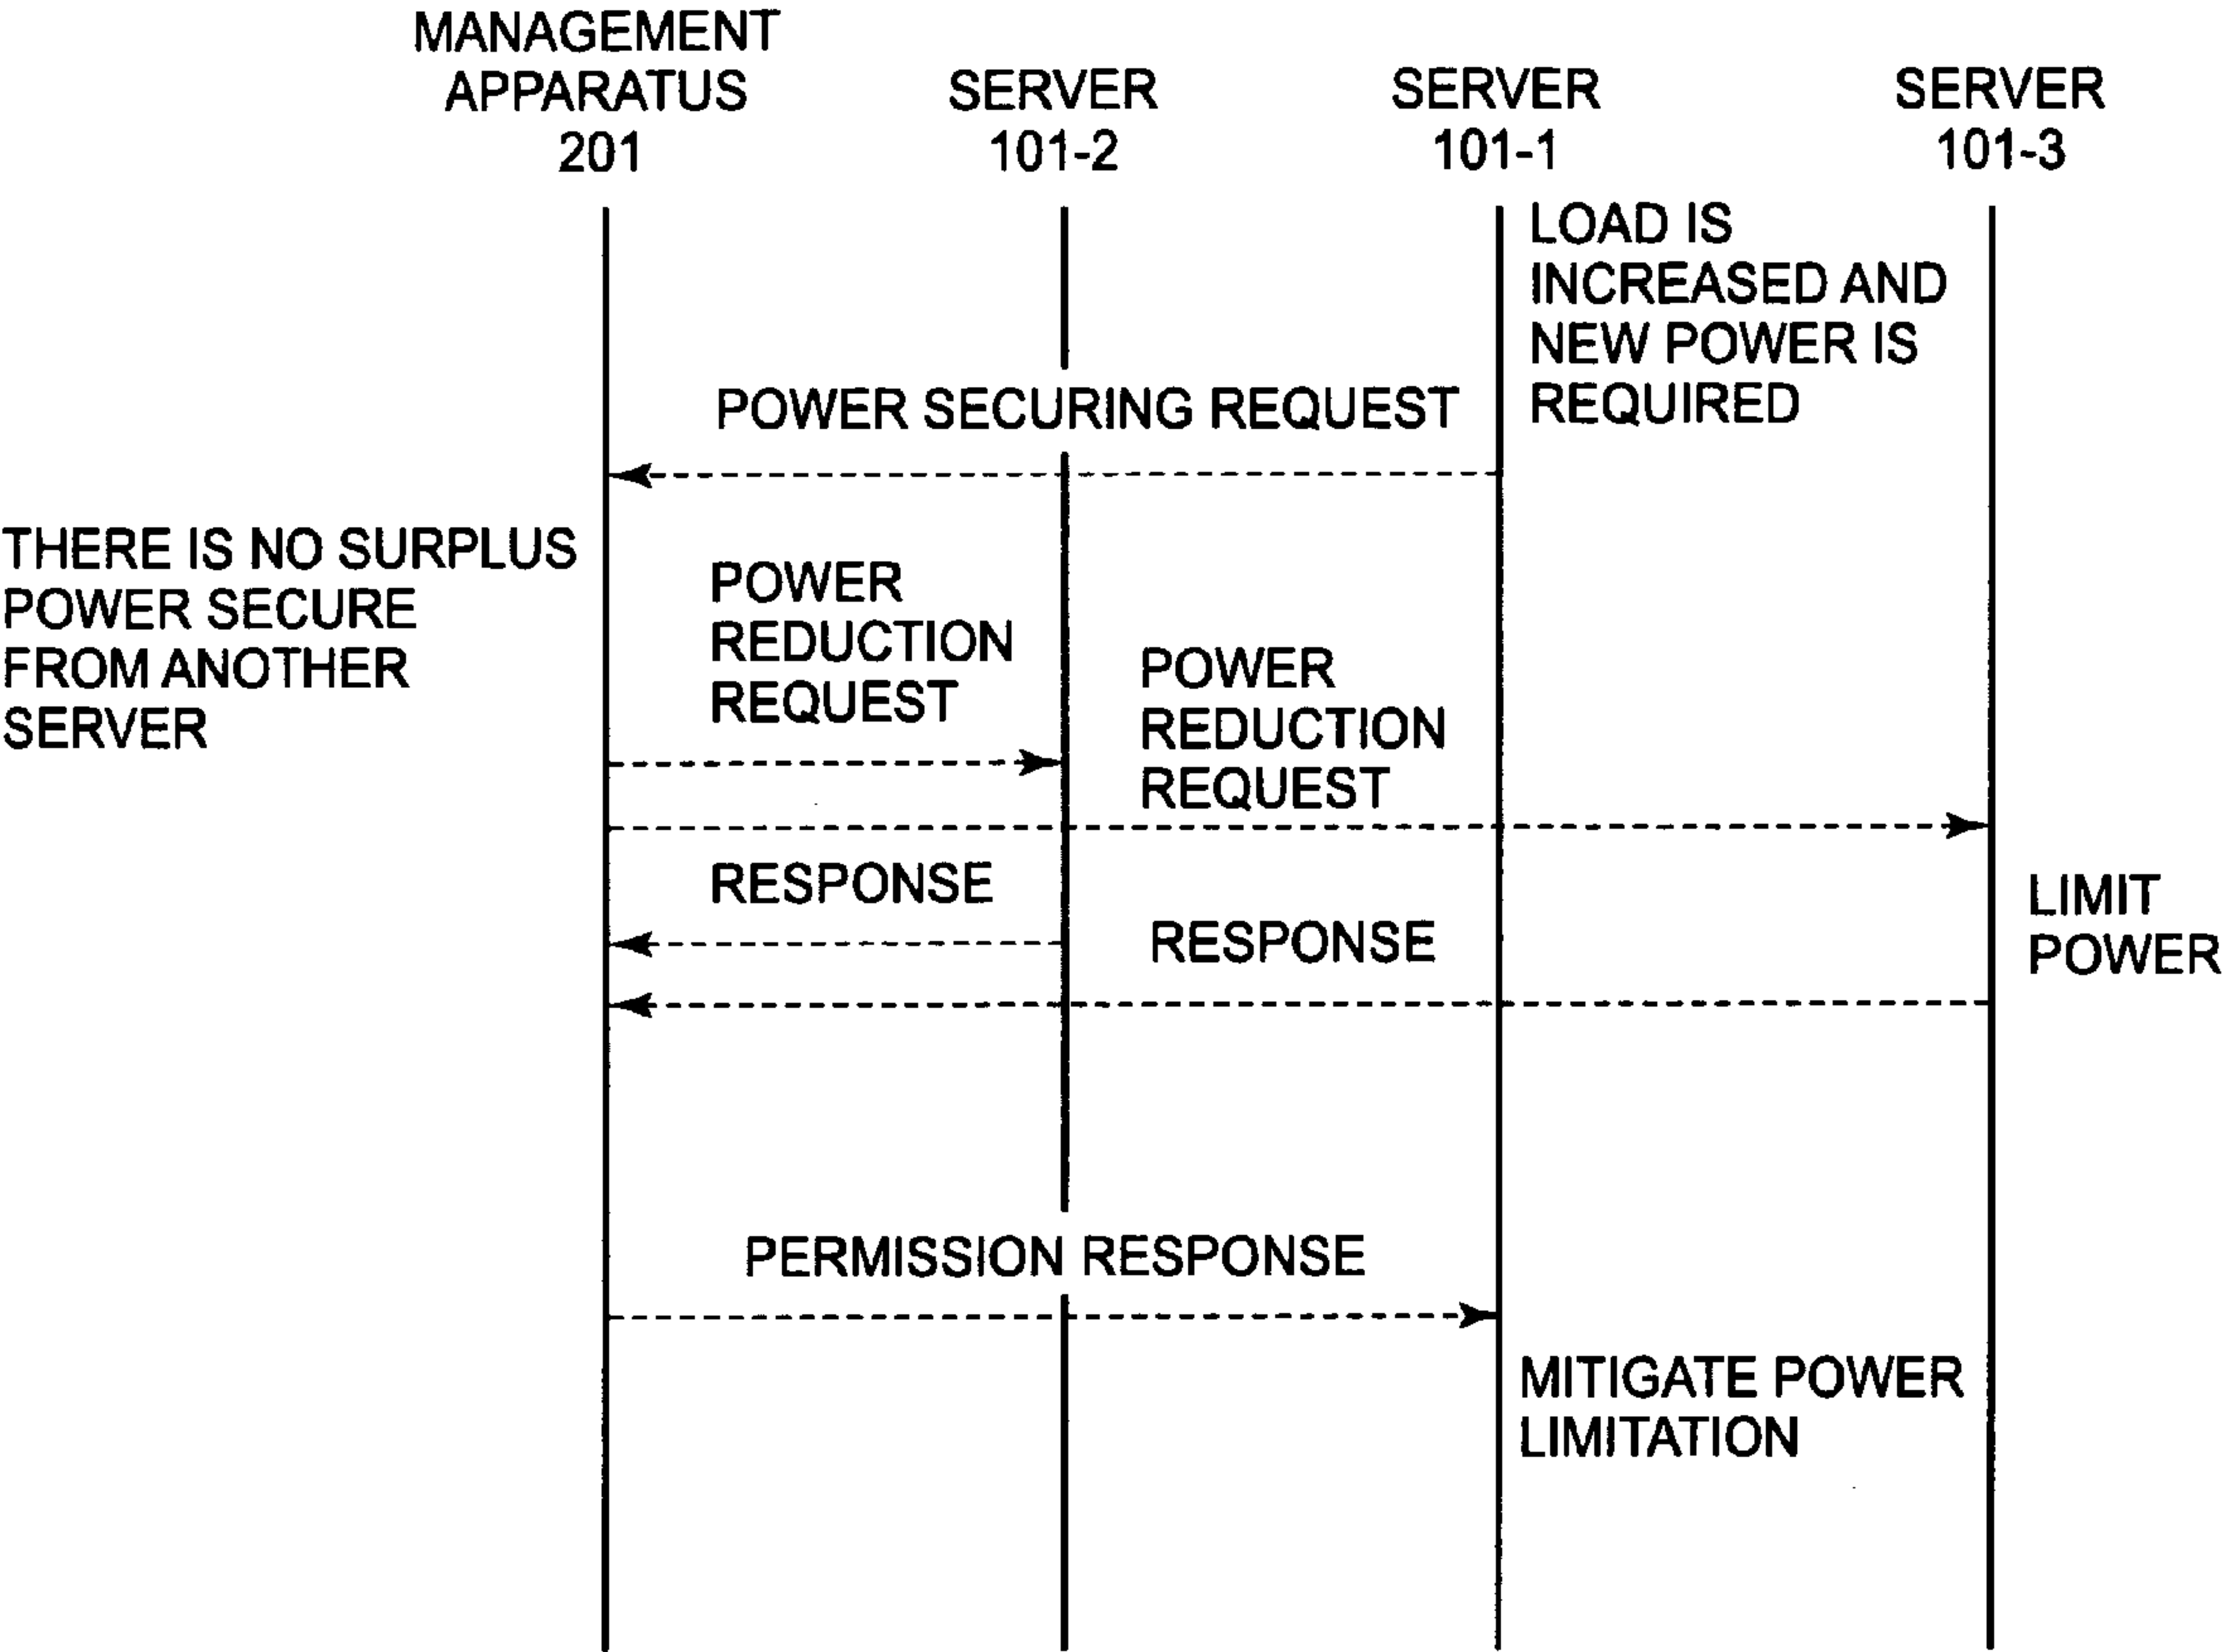 MANAGEMENT
APPARATUS
201
SERVER
101-2
SERVER
101-1
SERVER
101-3
LOAD IS
INCREASED AND
NEW POWER IS
REQUIRED
POWER SECURING REQUEST
THERE IS NO SURPLUS
POWER SECURE
FROM ANOTHER
SERVER
POWER
REDUCTION
REQUEST
POWER
REDUCTION
REQUEST
RESPONSE
LIMIT
POWER
RESPONSE
PERMISSION RESPONSE
MITIGATE POWER
LIMITATION